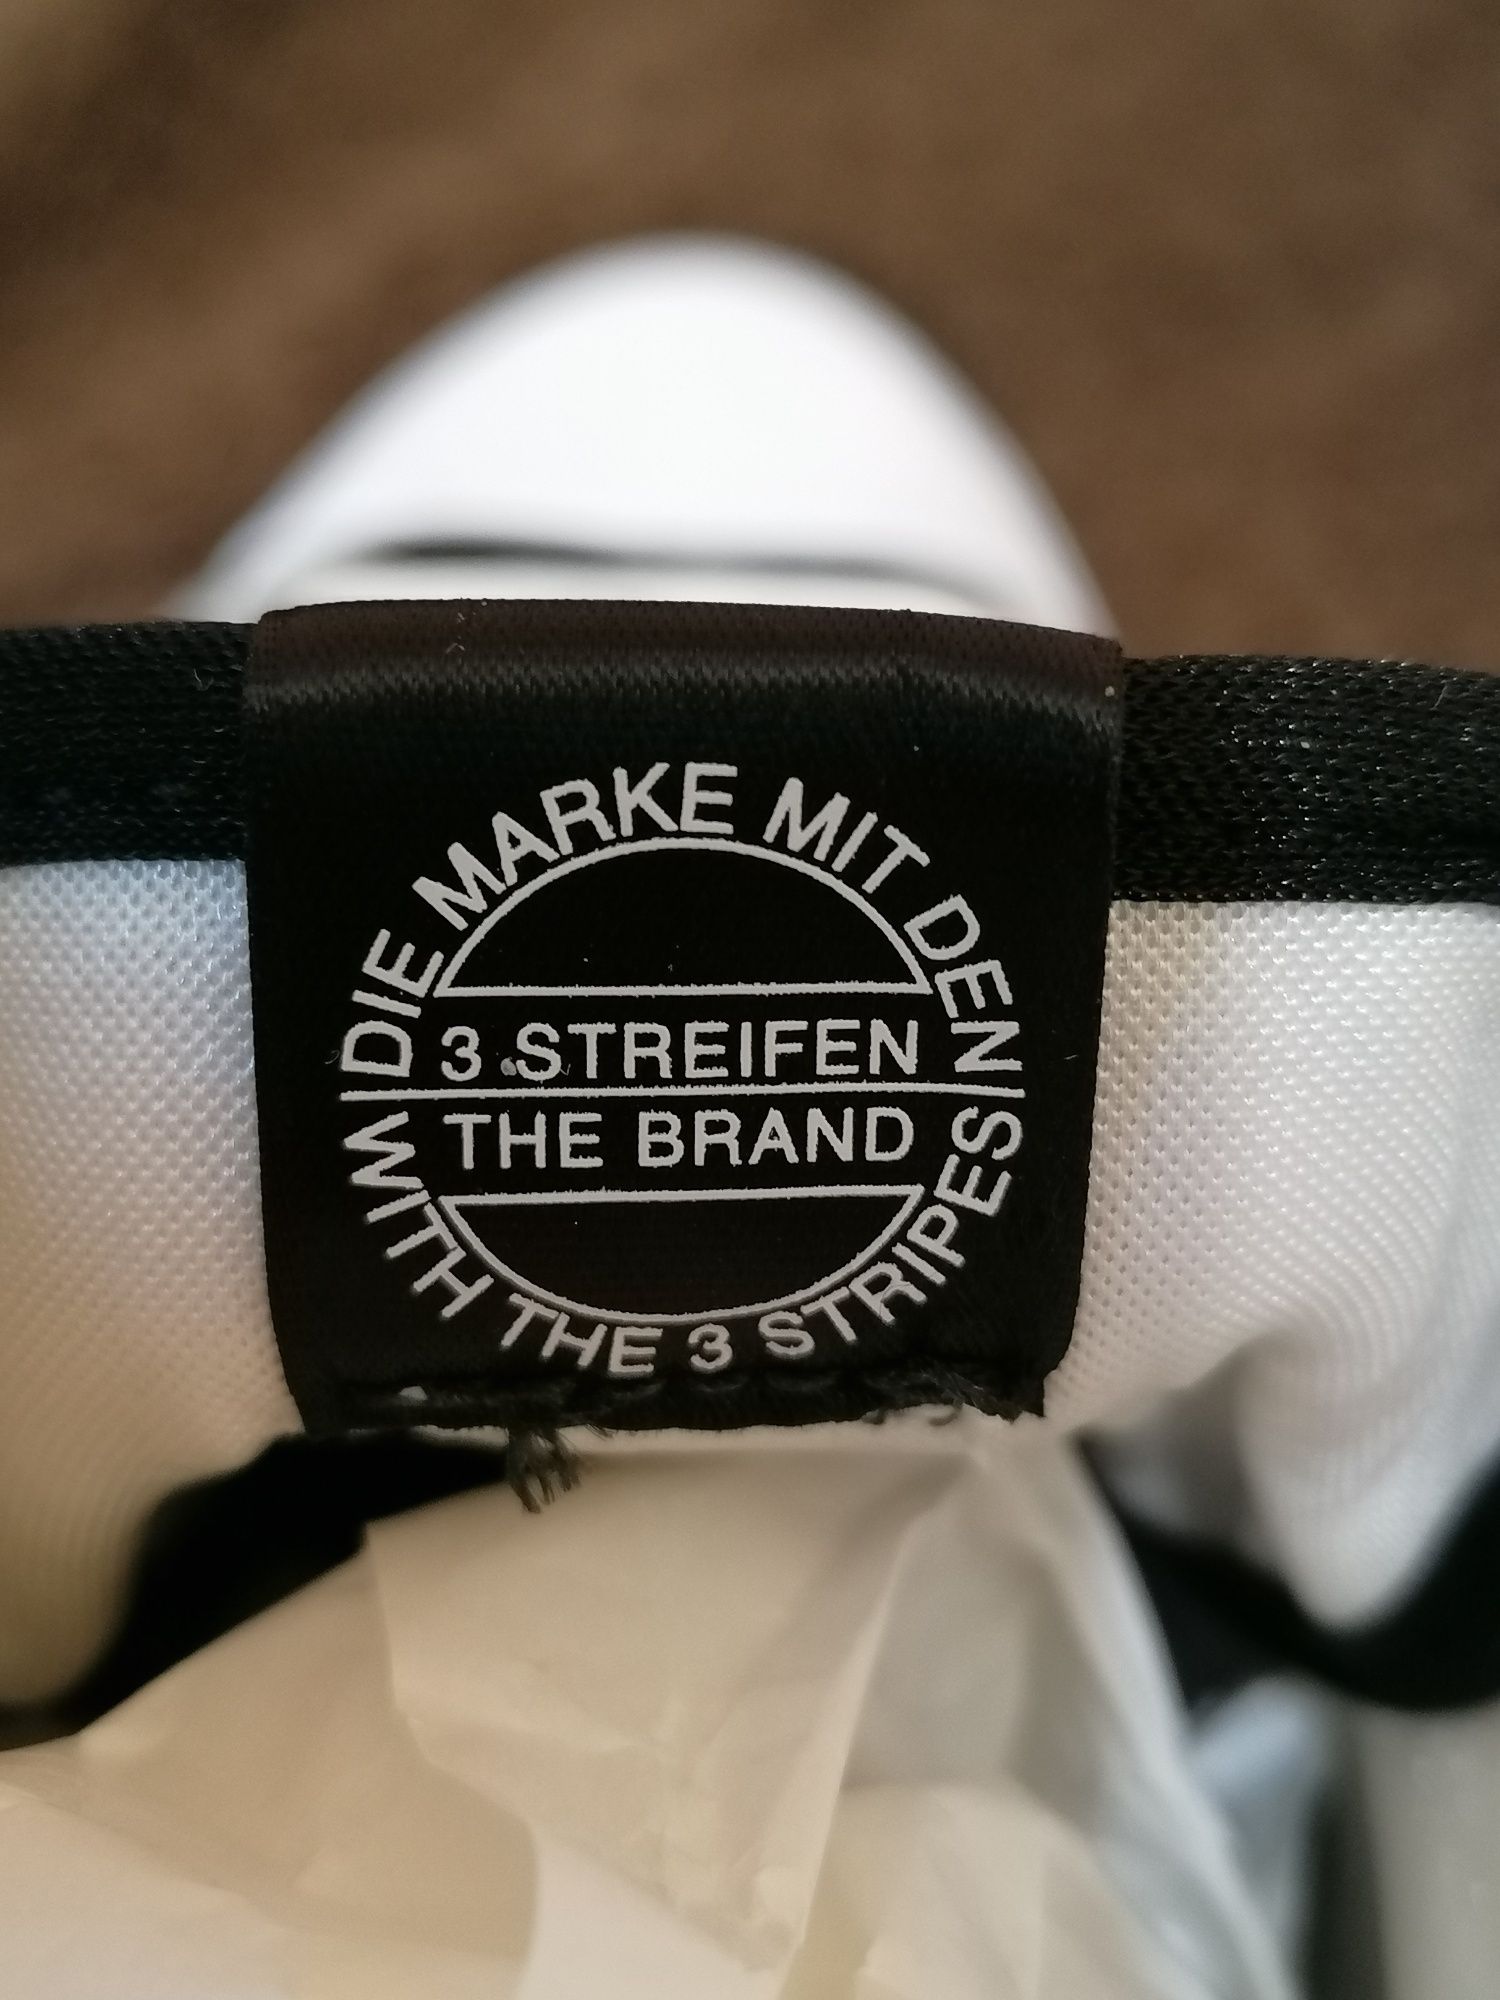 DIE MARKE MIT DEN
3 STREIFEN
THE BRAND
WITH THE 3 STRIPES